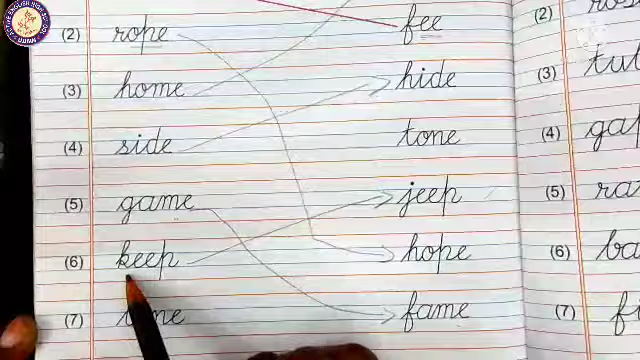 (2) rope fee (2)
(3) home hide (3)
(4) side tone (4)
(5) game jeep (5)
(6) keep hope (6)
(7) fame (7)